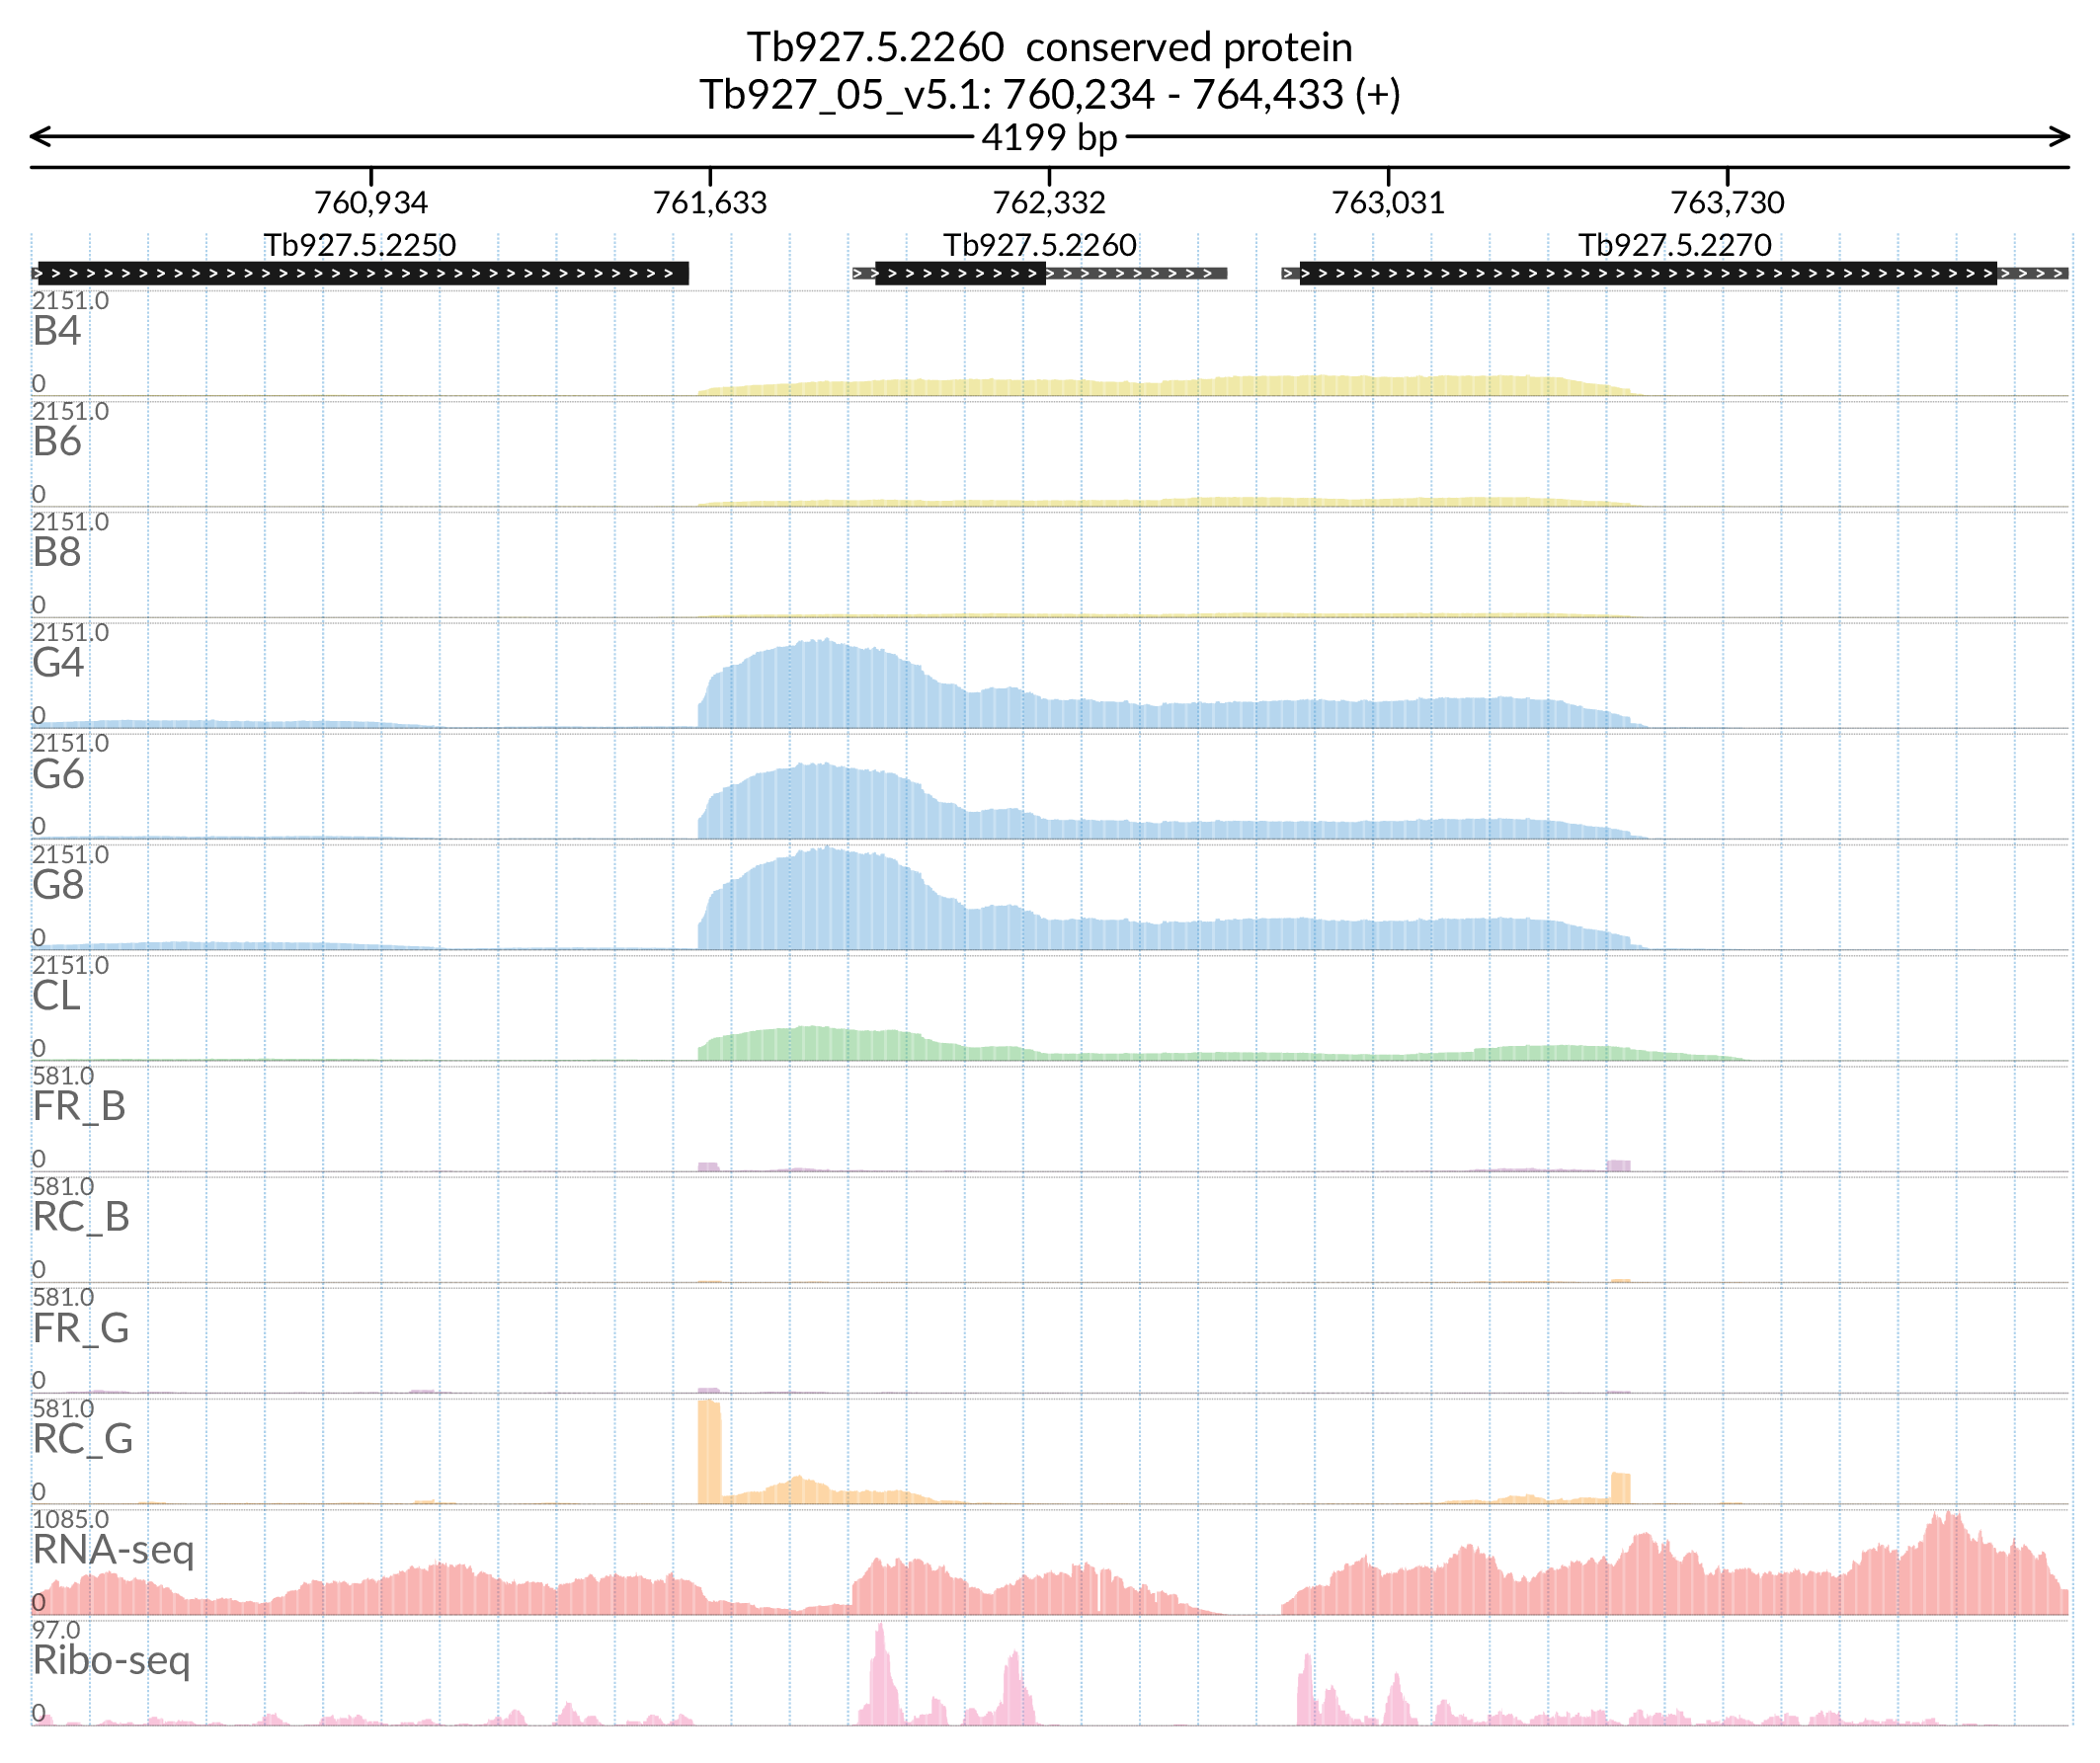 Tb927.5.2260  conserved protein
Tb927_05_v5.1: 760,234 - 764,433 (+)
4199 bp
760,934 761,633 762,332 763,031 763,730
Tb927.5.2250 Tb927.5.2260 Tb927.5.2270
2151.0
B4
0
2151.0
B6
0
2151.0
B8
0
2151.0
G4
0
2151.0
G6
0
2151.0
G8
0
2151.0
CL
0
581.0
FR_B
0
581.0
RC_B
0
581.0
FR_G
0
581.0
RC_G
0
1085.0
RNA-seq
0
97.0
Ribo-seq
0